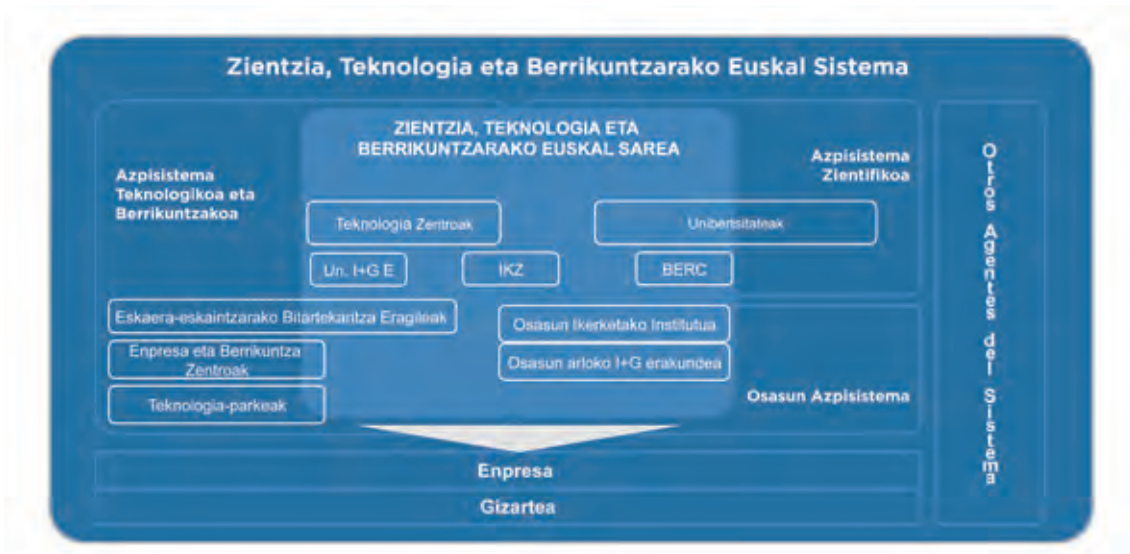 Zientzia, Teknologia eta Berrikuntzarako Euskal Sistema
ZIENTZIA, TEKNOLOGIA ETA
BERRIKUNTZARAKO EUSKAL SAREA
Azpisistema
Teknologikoa eta
Berrikuntzakoa
Azpisistema
Zientifikoa
Teknologia Zentroak
Unibertsitateak
Un. I+G E
IKZ
BERC
Eskaera-eskaintzarako Bitartekaritza Eragileak
Osasun Ikerketako Institutua
Enpresa eta Berrikuntza
Zentroak
Osasun arloko I+G erakundea
Teknologia-parkeak
Osasun Azpisistema
Enpresa
Gizartea
Otros Agentes del Sistema